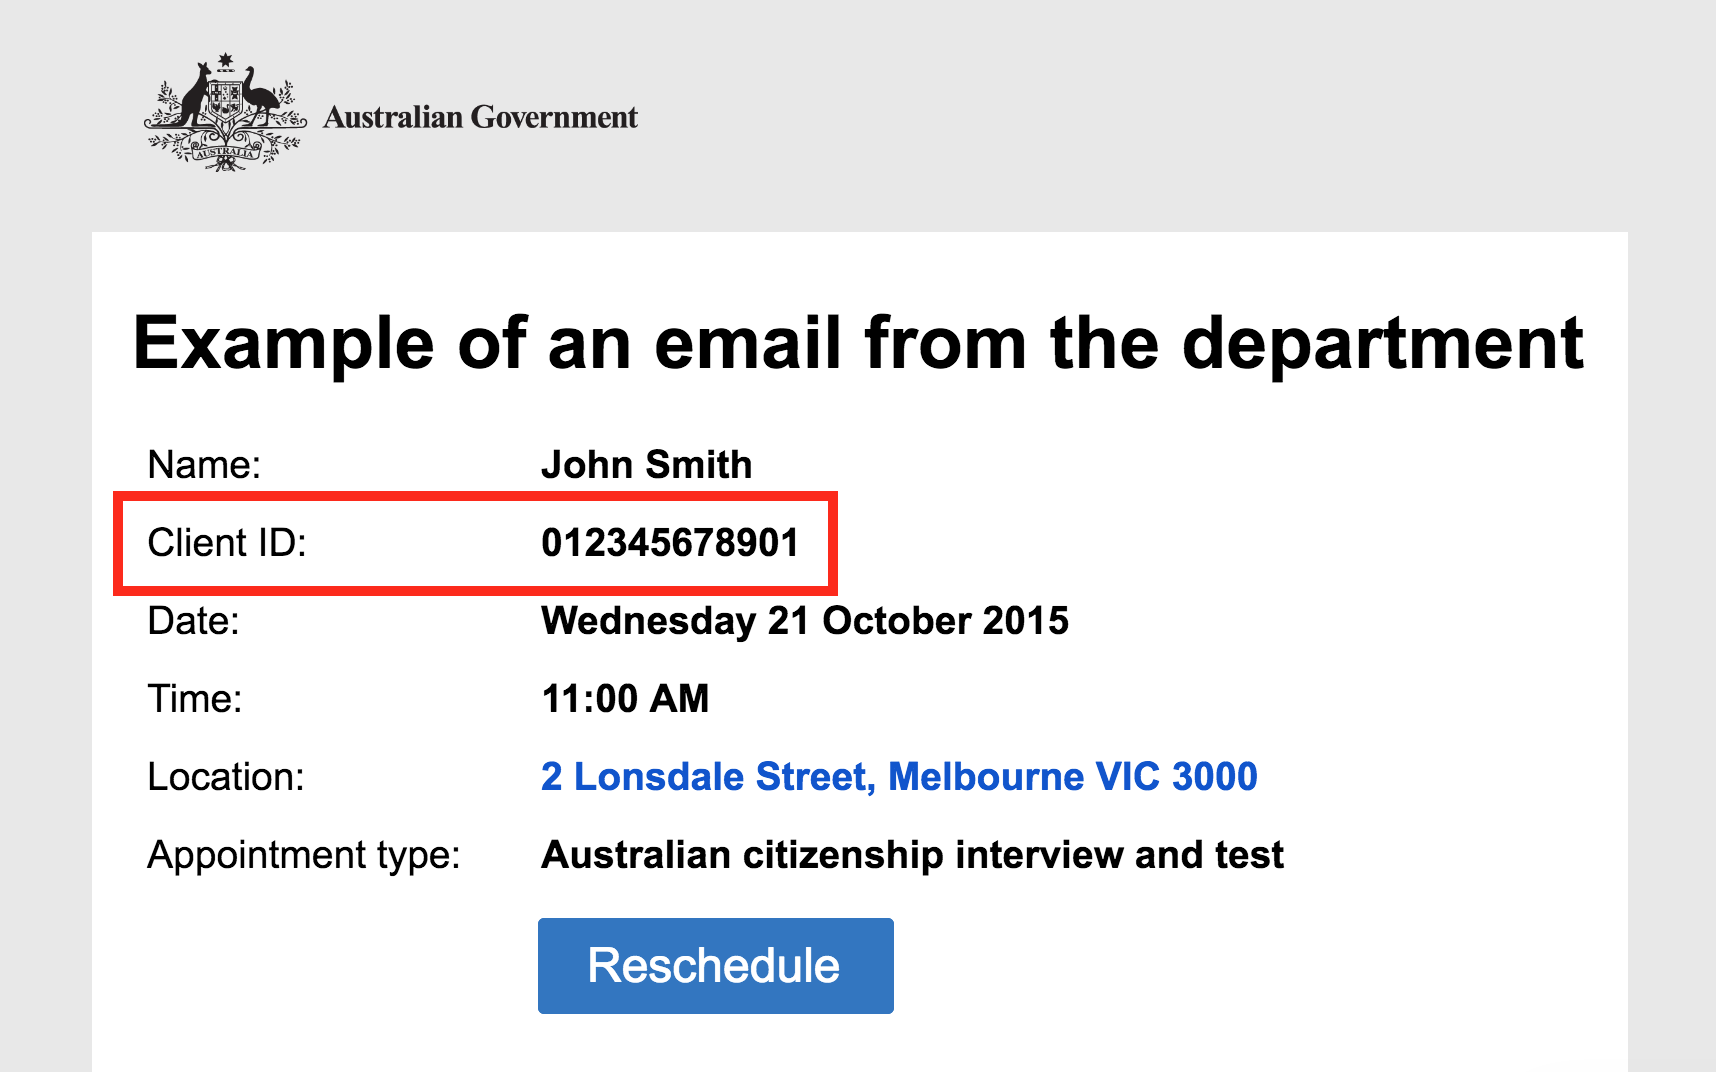 AUSTRALIA
Australian Government
Example of an email from the department
Name: John Smith
Client ID: 012345678901
Date: Wednesday 21 October 2015
Time: 11:00 AM
Location: 2 Lonsdale Street, Melbourne VIC 3000
Appointment type: Australian citizenship interview and test
Reschedule